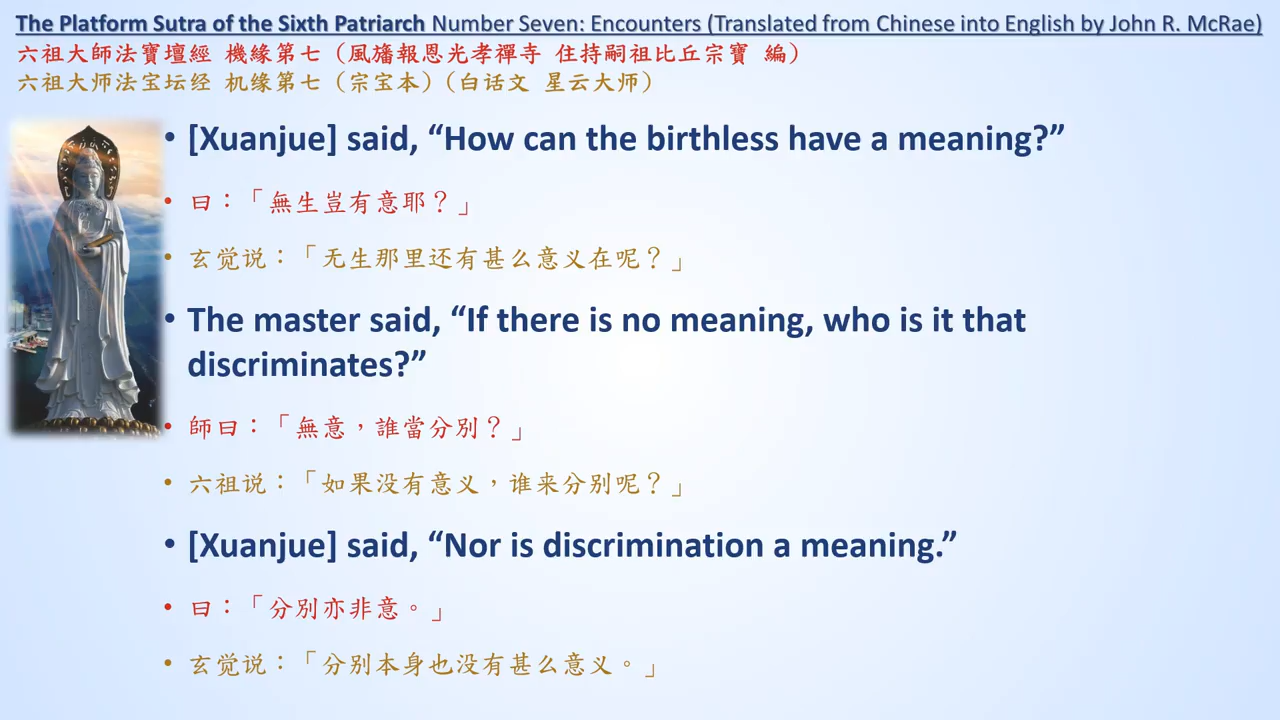 The Platform Sutra of the Sixth Patriarch Number Seven: Encounters (Translated from Chinese into English by John R. McRae)
六祖大師法寶壇經 機緣第七（風旛報恩光孝禪寺 住持嗣祖比丘宗寶 編）
六祖大师法宝坛经 机缘第七（宗宝本）（白话文 星云大师）
• [Xuanjue] said, “How can the birthless have a meaning?”
• 曰：「無生豈有意耶？」
• 玄觉说：「无生那里还有甚么意义在呢？」
• The master said, “If there is no meaning, who is it that
discriminates?”
• 師曰：「無意，誰當分別？」
• 六祖说：「如果没有意义，谁来分别呢？」
• [Xuanjue] said, “Nor is discrimination a meaning.”
• 曰：「分別亦非意。」
• 玄觉说：「分别本身也没有甚么意义。」